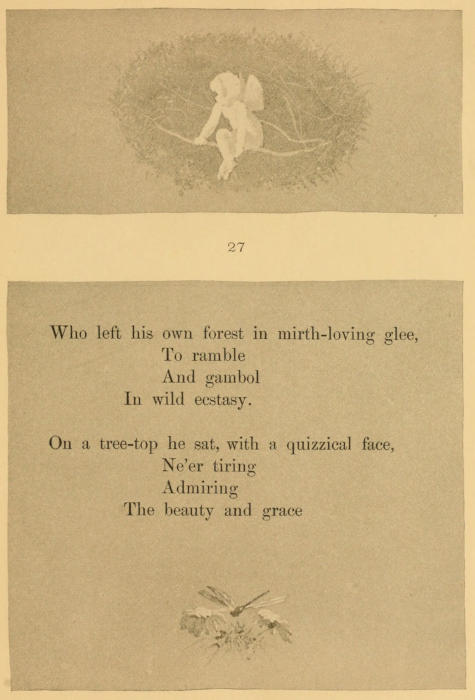 27
Who left his own forest in mirth-loving glee,
To ramble
And gambol
In wild ecstasy.
On a tree-top he sat, with a quizzical face,
Ne'er tiring
Admiring
The beauty and grace